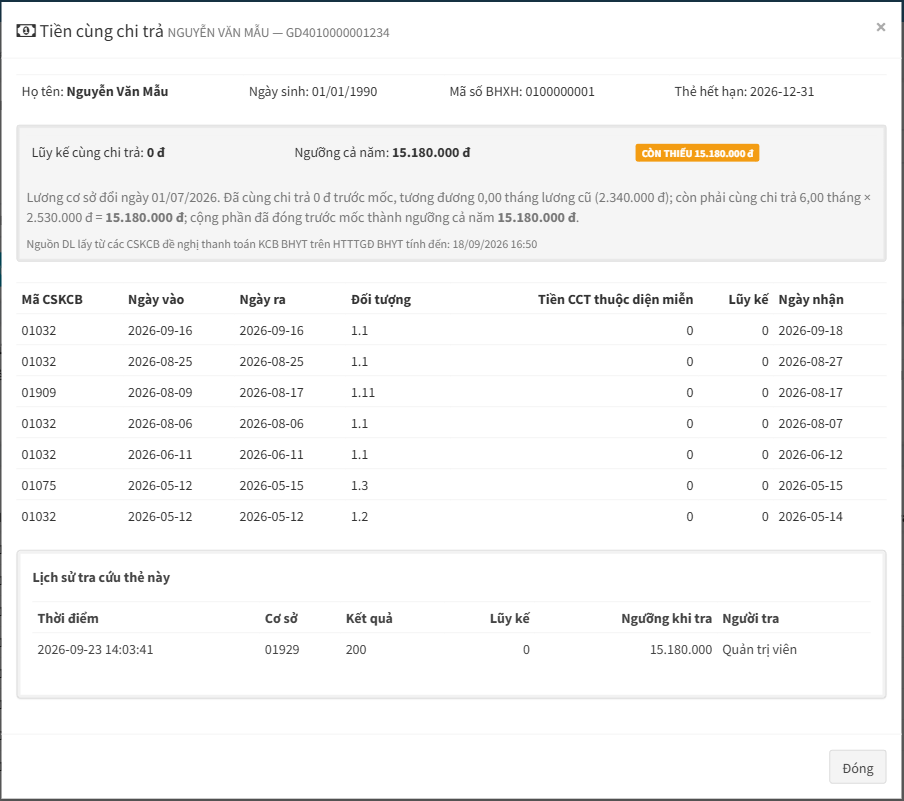 Tiền cùng chi trả NGUYỄN VĂN MẪU — GD4010000001234
×
Họ tên: Nguyễn Văn Mẫu Ngày sinh: 01/01/1990 Mã số BHXH: 0100000001 Thẻ hết hạn: 2026-12-31
Lũy kế cùng chi trả: 0 đ Ngưỡng cả năm: 15.180.000 đ CÒN THIẾU 15.180.000 đ
Lương cơ sở đổi ngày 01/07/2026. Đã cùng chi trả 0 đ trước mốc, tương đương 0,00 tháng lương cũ (2.340.000 đ); còn phải cùng chi trả 6,00 tháng ×
2.530.000 đ = 15.180.000 đ; cộng phần đã đóng trước mốc thành ngưỡng cả năm 15.180.000 đ.
Nguồn DL lấy từ các CSKCB đề nghị thanh toán KCB BHYT trên HTTTGĐ BHYT tính đến: 18/09/2026 16:50
Mã CSKCB Ngày vào Ngày ra Đối tượng Tiền CCT thuộc diện miễn Lũy kế Ngày nhận
01032 2026-09-16 2026-09-16 1.1 0 0 2026-09-18
01032 2026-08-25 2026-08-25 1.1 0 0 2026-08-27
01909 2026-08-09 2026-08-17 1.11 0 0 2026-08-17
01032 2026-08-06 2026-08-06 1.1 0 0 2026-08-07
01032 2026-06-11 2026-06-11 1.1 0 0 2026-06-12
01075 2026-05-12 2026-05-15 1.3 0 0 2026-05-15
01032 2026-05-12 2026-05-12 1.2 0 0 2026-05-14
Lịch sử tra cứu thẻ này
Thời điểm Cơ sở Kết quả Lũy kế Ngưỡng khi tra Người tra
2026-09-23 14:03:41 01929 200 0 15.180.000 Quản trị viên
Đóng